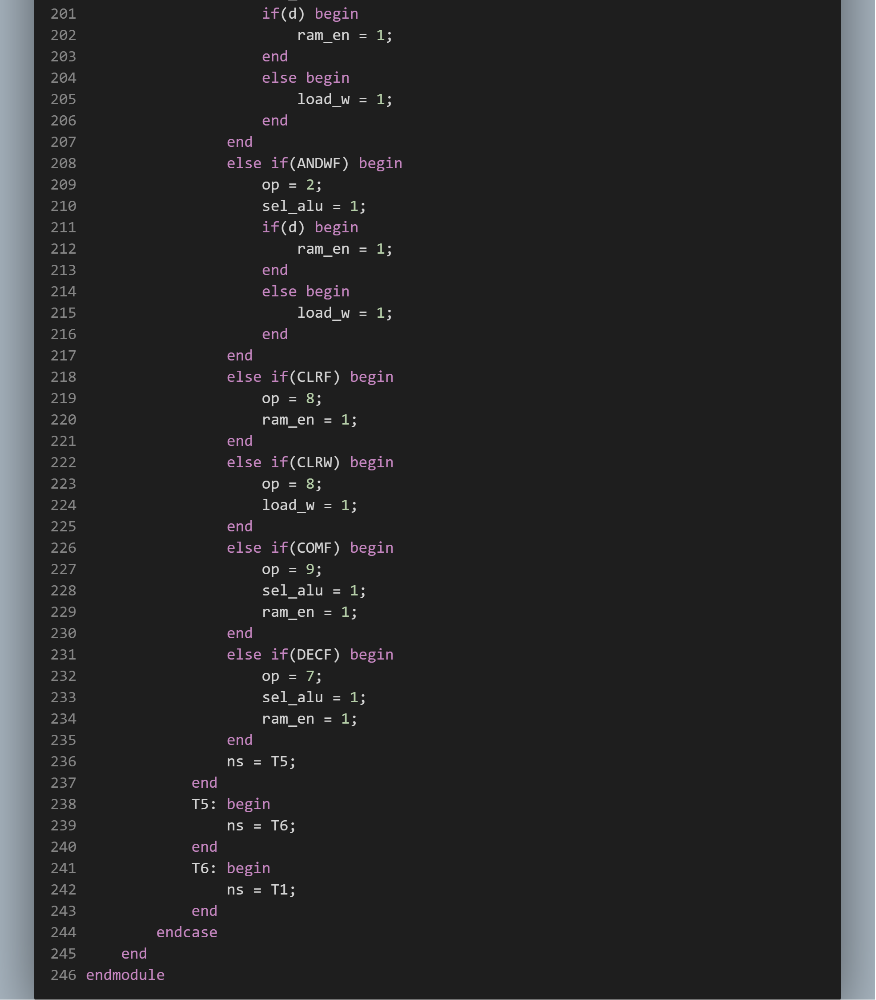 201                     if(d) begin
202                         ram_en = 1;
203                     end
204                     else begin
205                         load_w = 1;
206                     end
207                 end
208                 else if(ANDWF) begin
209                     op = 2;
210                     sel_alu = 1;
211                     if(d) begin
212                         ram_en = 1;
213                     end
214                     else begin
215                         load_w = 1;
216                     end
217                 end
218                 else if(CLRF) begin
219                     op = 8;
220                     ram_en = 1;
221                 end
222                 else if(CLRW) begin
223                     op = 8;
224                     load_w = 1;
225                 end
226                 else if(COMF) begin
227                     op = 9;
228                     sel_alu = 1;
229                     ram_en = 1;
230                 end
231                 else if(DECF) begin
232                     op = 7;
233                     sel_alu = 1;
234                     ram_en = 1;
235                 end
236                 ns = T5;
237             end
238             T5: begin
239                 ns = T6;
240             end
241             T6: begin
242                 ns = T1;
243             end
244         endcase
245     end
246 endmodule